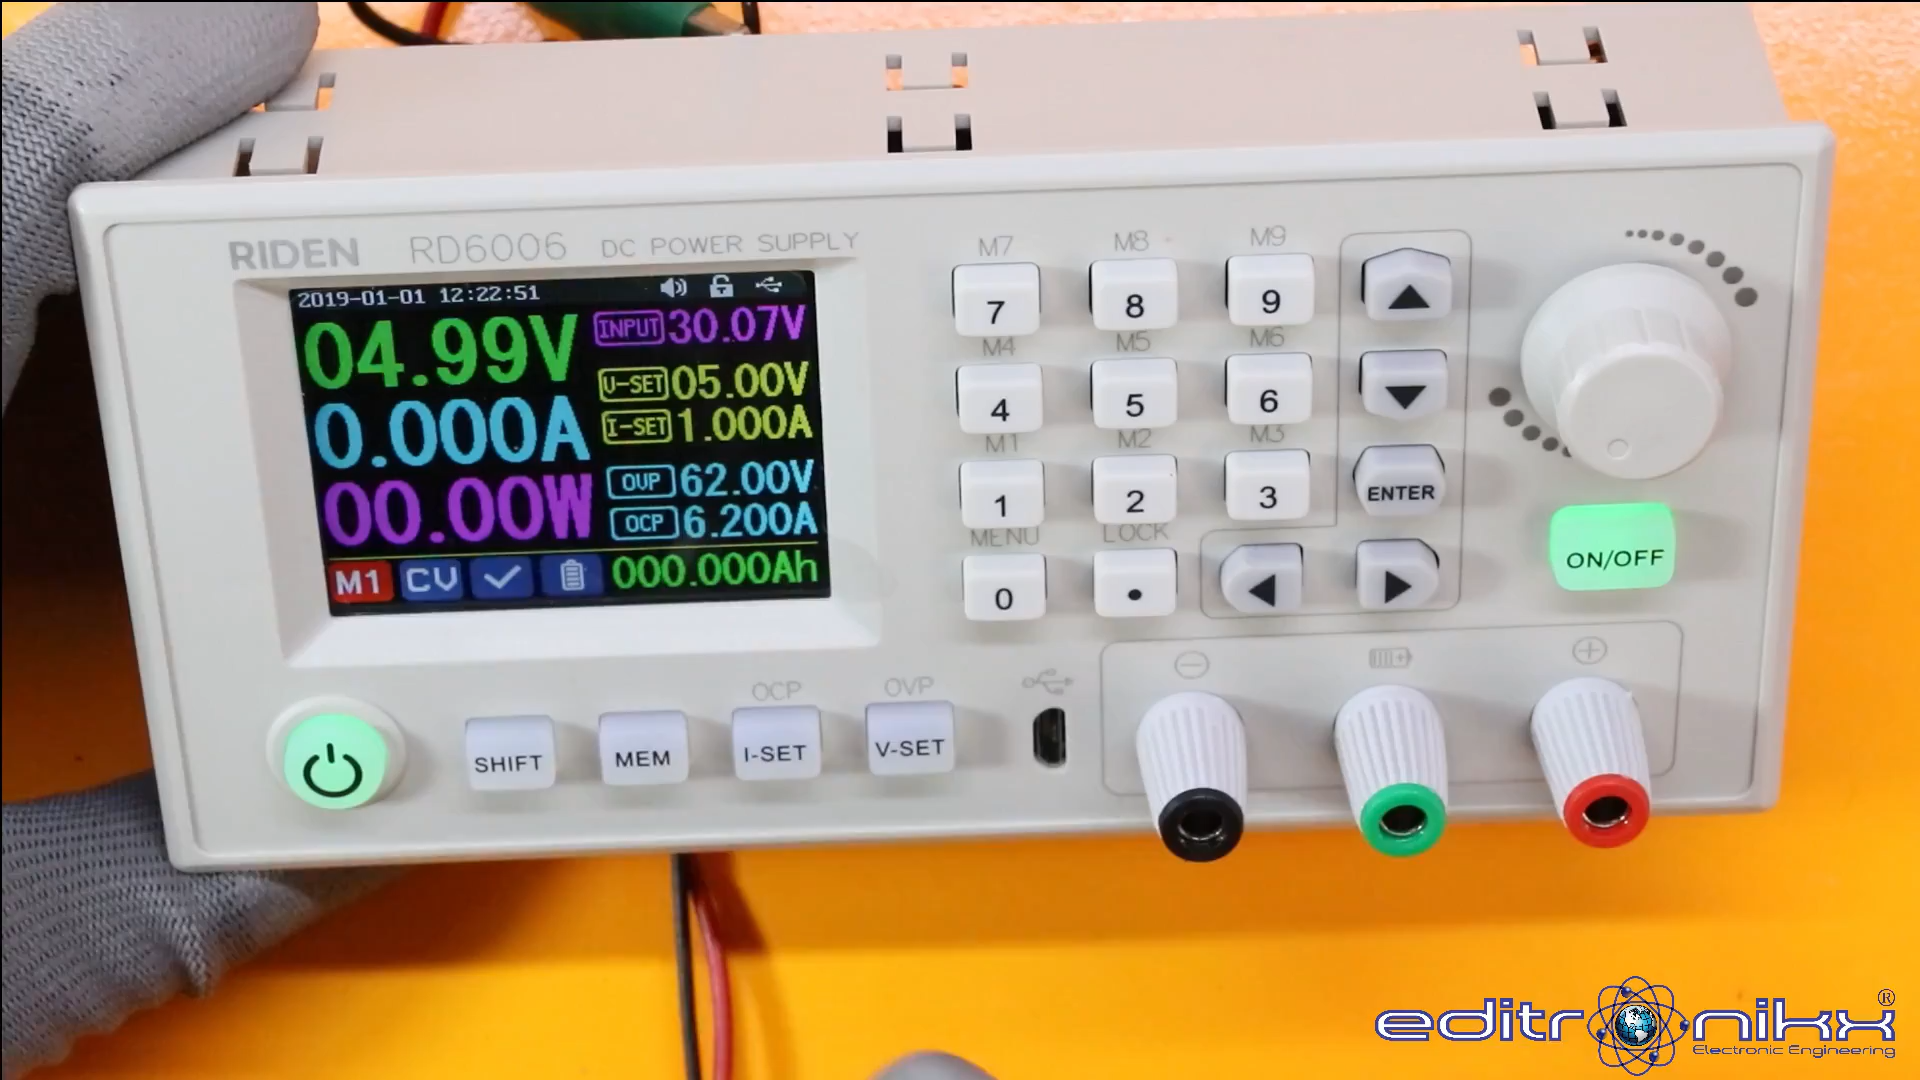 RIDEN RD6006 DC POWER SUPPLY
2019-01-01 12:22:51
04.99V
INPUT 30.07V
V-SET 05.00V
0.000A
I-SET 1.000A
OVP 62.00V
00.00W
OCP 6.200A
M1 CV 000.000Ah
M7 M8 M9
7 8 9
M4 M5 M6
4 5 6
M1 M2 M3
1 2 3
ENTER
MENU LOCK
0 .
ON/OFF
OCP OVP
SHIFT MEM I-SET V-SET
editronikx®
Electronic Engineering